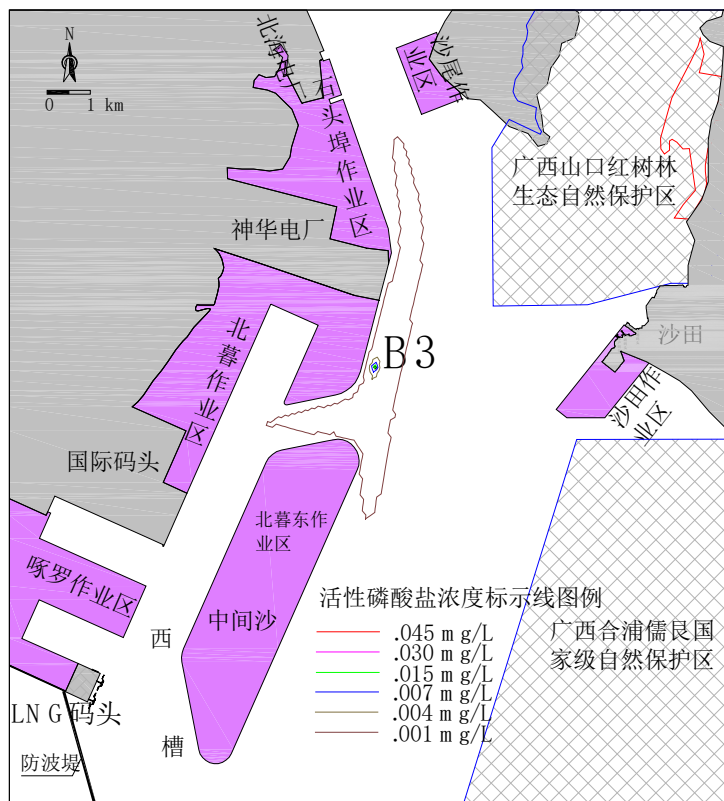 N
0 1 km
北海电厂
石头埠作业区
沙尾作
业区
广西山口红树林
生态自然保护区
神华电厂
B3
沙田
北暮作业区
沙田作
业区
国际码头
北暮东作
业区
啄罗作业区
中间沙
活性磷酸盐浓度标示线图例
.045 mg/L
.030 mg/L
.015 mg/L
.007 mg/L
.004 mg/L
.001 mg/L
广西合浦儒艮国
家级自然保护区
西
槽
LNG码头
防波堤